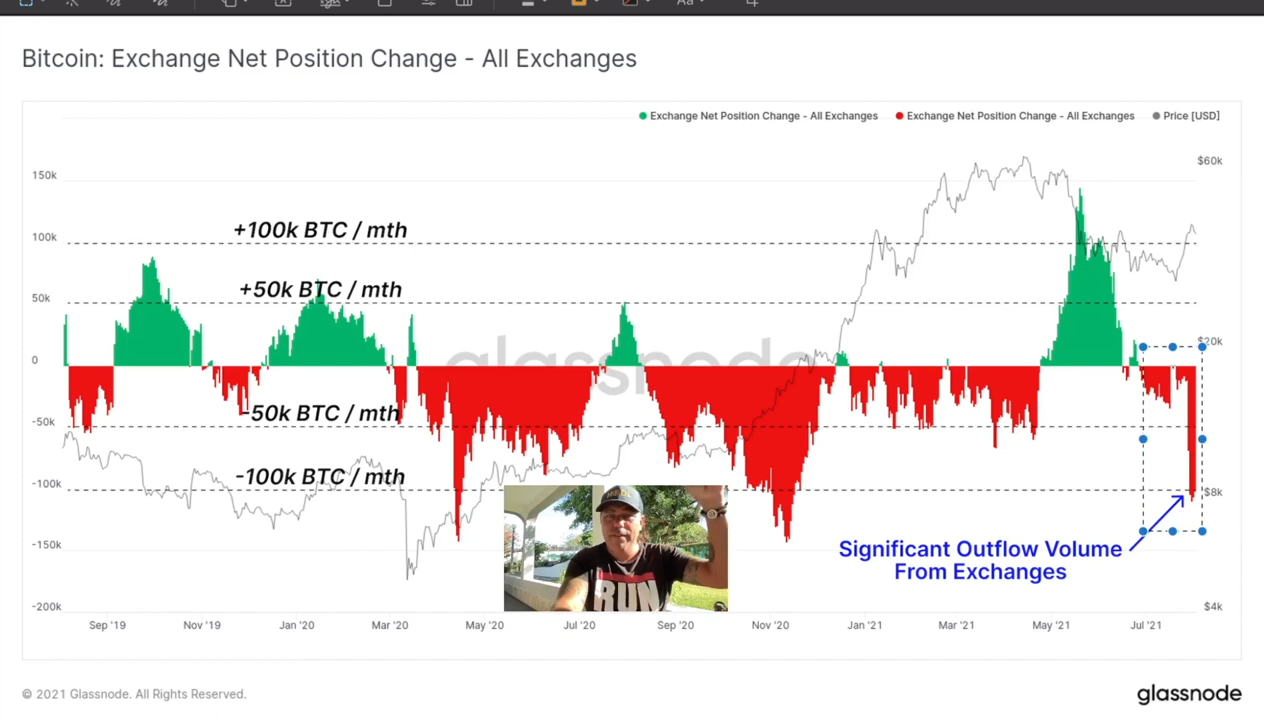 Aa
Bitcoin: Exchange Net Position Change - All Exchanges
Exchange Net Position Change - All Exchanges
Exchange Net Position Change - All Exchanges
Price [USD]
150k
$60k
+100k BTC / mth
100k
+50k BTC / mth
50k
glassnode
0
$20k
-50k BTC / mth
-50k
-100k BTC / mth
-100k
$8k
Significant Outflow Volume
From Exchanges
-150k
RUN
-200k
$4k
Sep '19
Nov '19
Jan '20
Mar '20
May '20
Jul '20
Sep '20
Nov '20
Jan '21
Mar '21
May '21
Jul '21
© 2021 Glassnode. All Rights Reserved.
glassnode